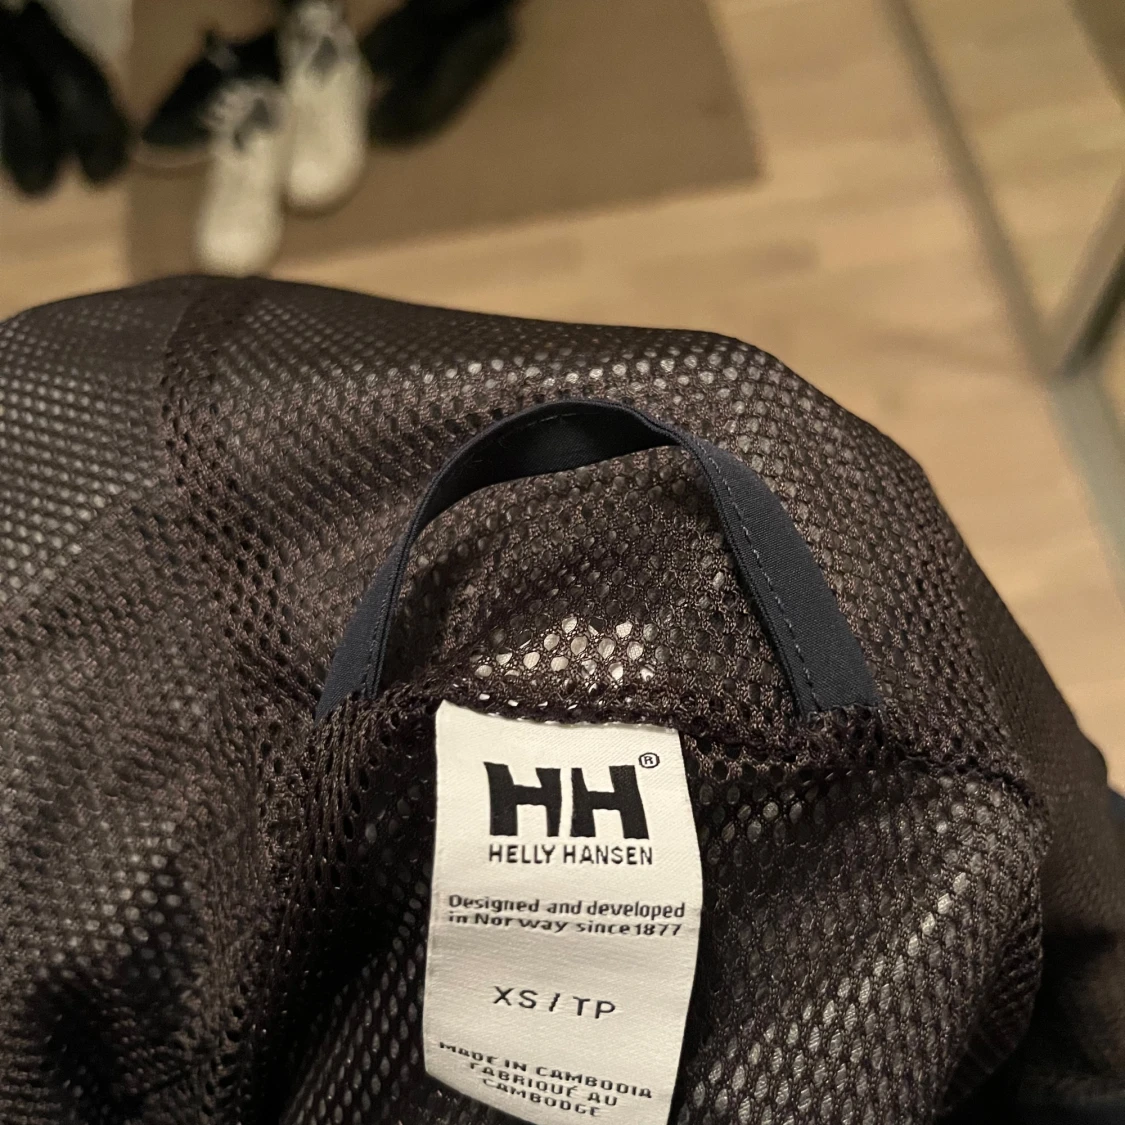 HH®
HELLY HANSEN
Designed and developed
in Norway since 1877
XS / TP
MADE IN CAMBODIA
FABRIQUÉ AU
CAMBODGE